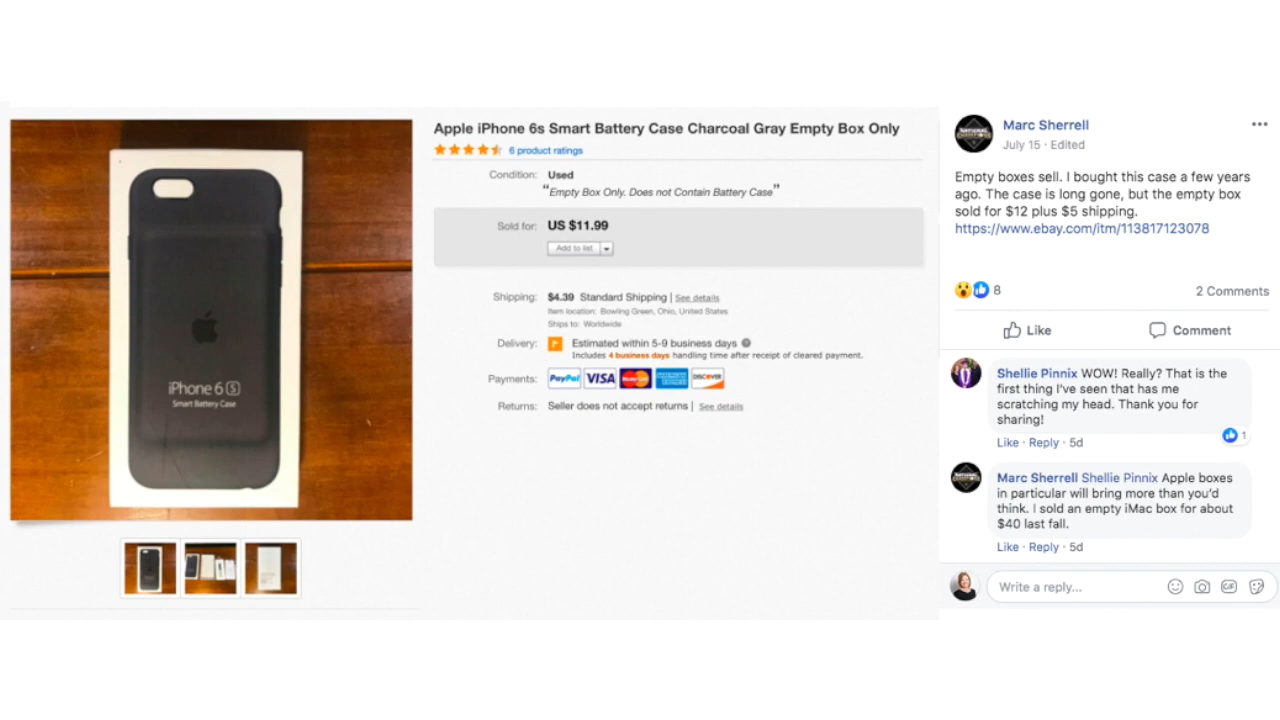 Apple iPhone 6s Smart Battery Case Charcoal Gray Empty Box Only
6 product ratings
Condition: Used
"Empty Box Only. Does not Contain Battery Case"
Sold for: US $11.99
Add to list
Shipping: $4.39 Standard Shipping | See details
Item location: Bowling Green, Ohio, United States
Ships to: Worldwide
Delivery: Estimated within 5-9 business days
Includes 4 business days handling time after receipt of cleared payment.
Payments: PayPal VISA MasterCard DISCOVER
Returns: Seller does not accept returns | See details
iPhone 6 S
Smart Battery Case
Marc Sherrell
July 15 · Edited
Empty boxes sell. I bought this case a few years
ago. The case is long gone, but the empty box
sold for $12 plus $5 shipping.
https://www.ebay.com/itm/113817123078
8
2 Comments
Like
Comment
Shellie Pinnix WOW! Really? That is the
first thing I've seen that has me
scratching my head. Thank you for
sharing!
1
Like · Reply · 5d
Marc Sherrell Shellie Pinnix Apple boxes
in particular will bring more than you'd
think. I sold an empty iMac box for about
$40 last fall.
Like · Reply · 5d
Write a reply...
GIF